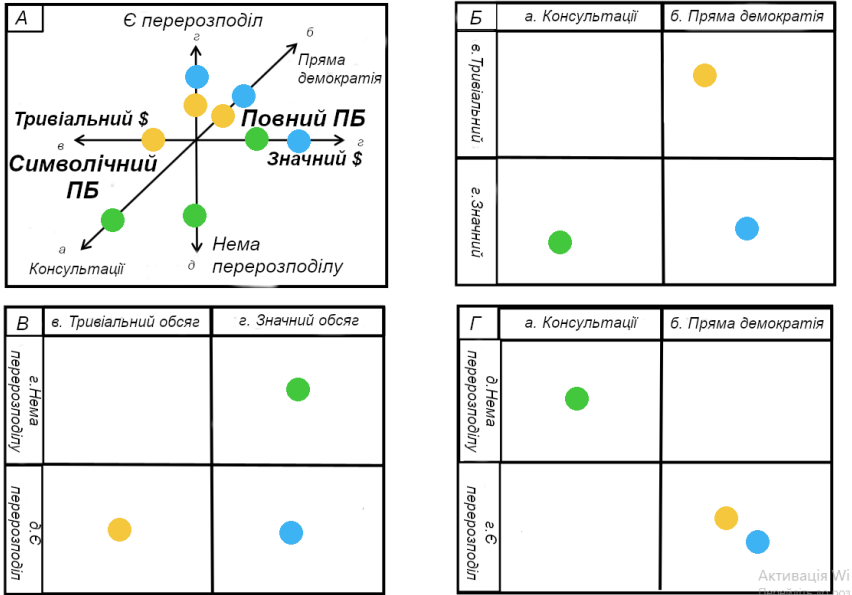 А
Є перерозподіл
г
б
Пряма
демократія
Тривіальний $
Повний ПБ
в
г
Символічний
ПБ
Значний $
а
Консультації
д
Нема
перерозподілу
Б
а. Консультації
б. Пряма демократія
в.Тривіальний
г.Значний
В
в. Тривіальний обсяг
г. Значний обсяг
г.Нема
перерозподілу
д.Є
перерозподіл
Г
а. Консультації
б. Пряма демократія
д.Нема
перерозподілу
г.Є
перерозподіл
Активація Wi